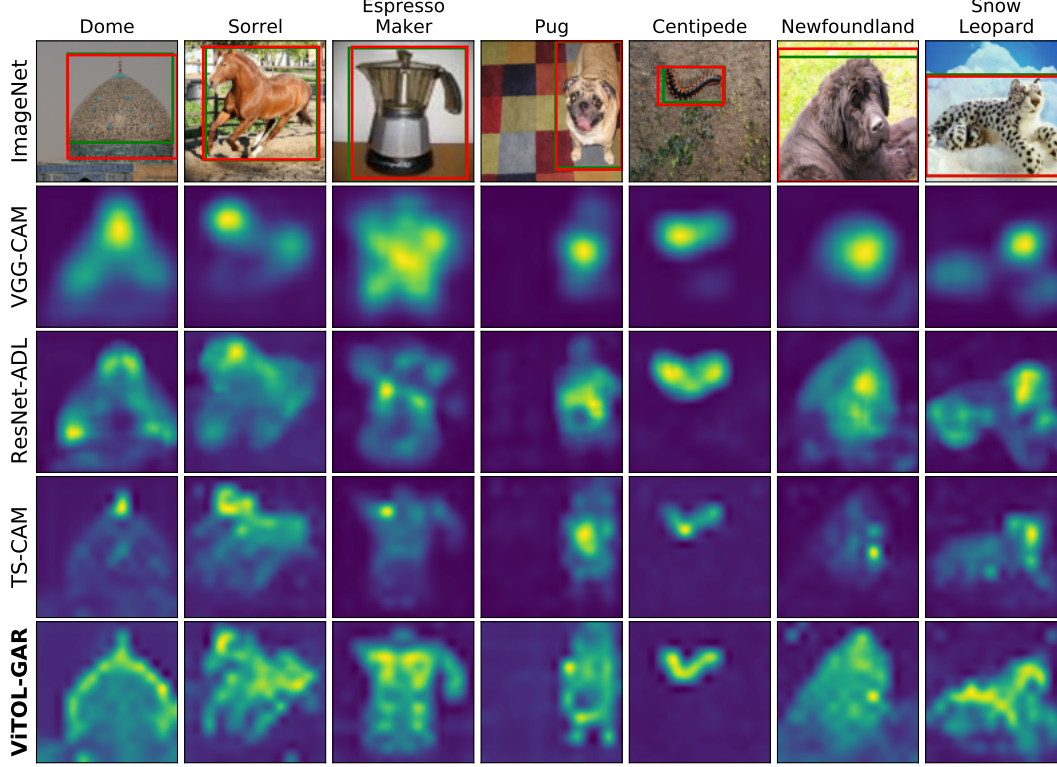 Dome
Sorrel
Espresso
Maker
Pug
Centipede
Newfoundland
Snow
Leopard
ImageNet
VGG-CAM
ResNet-ADL
TS-CAM
ViTOL-GAR